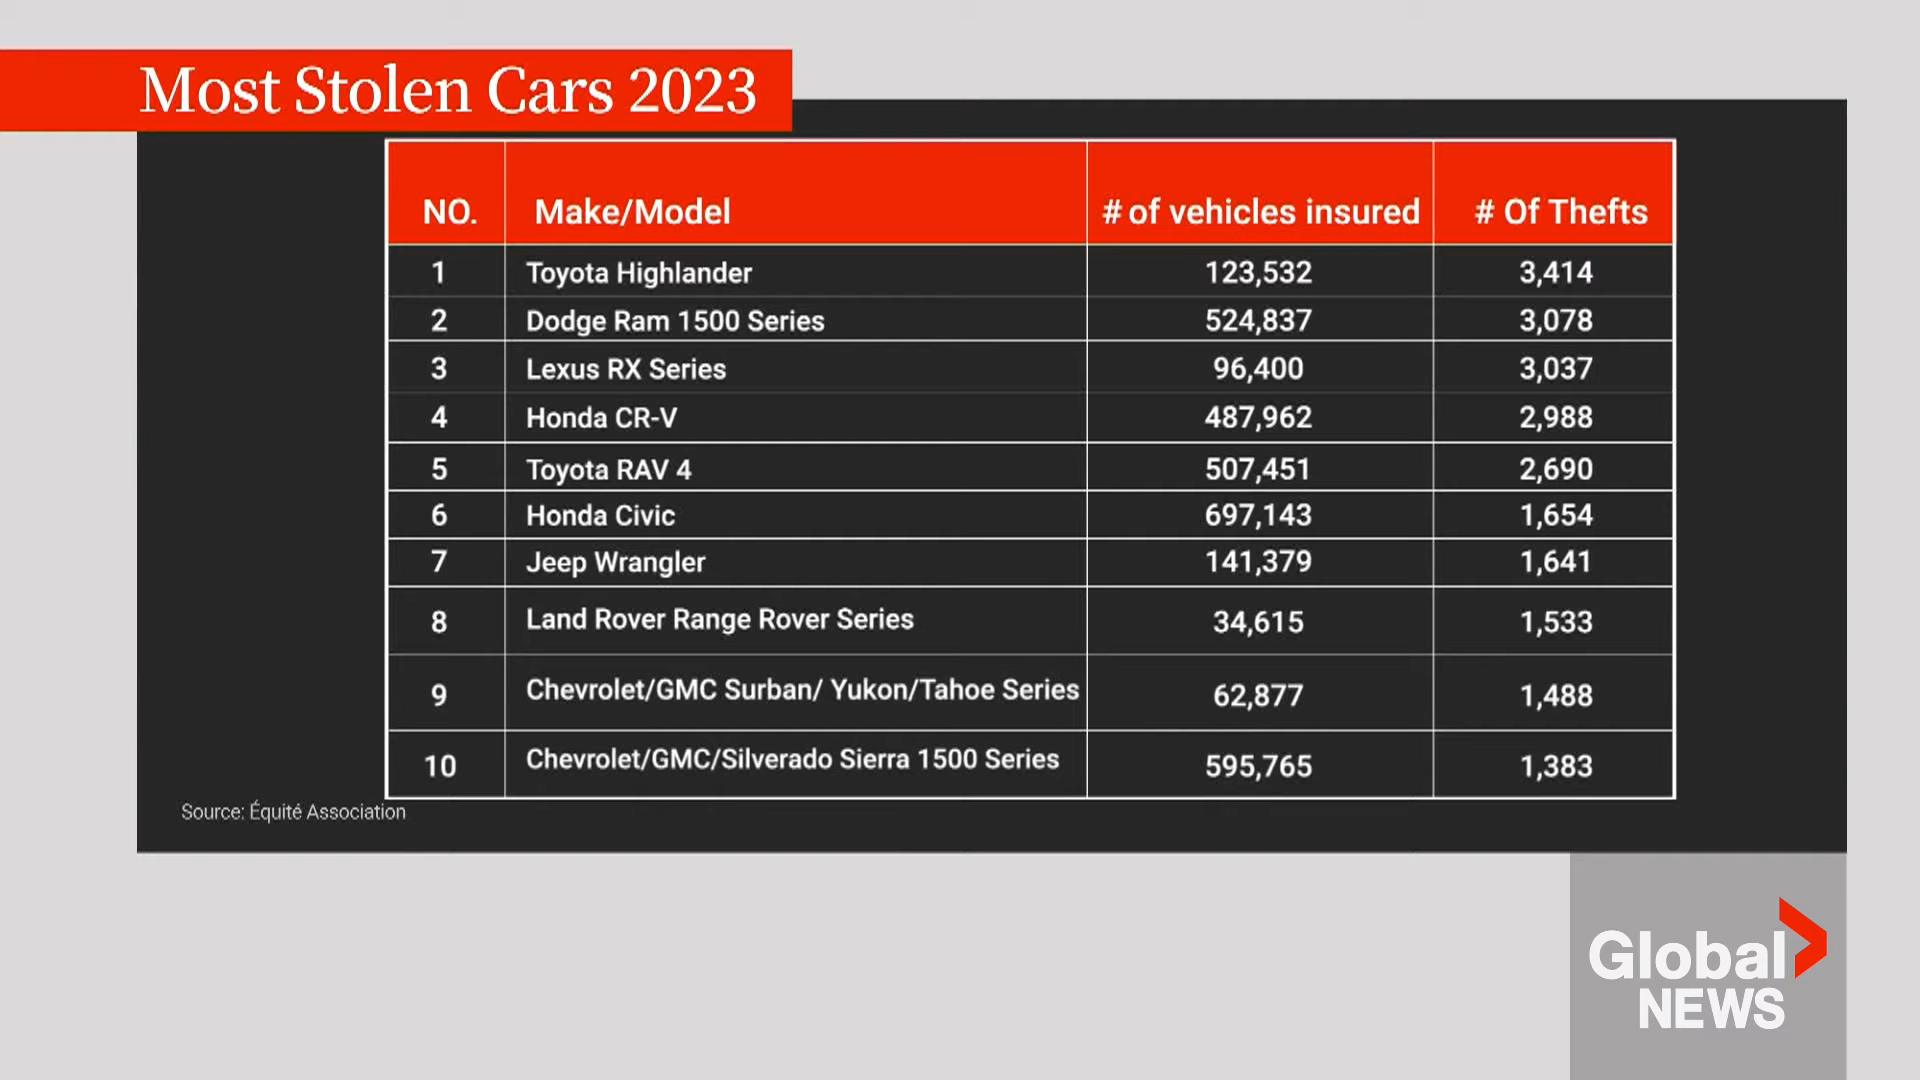 Most Stolen Cars 2023
NO. Make/Model # of vehicles insured # Of Thefts
1 Toyota Highlander 123,532 3,414
2 Dodge Ram 1500 Series 524,837 3,078
3 Lexus RX Series 96,400 3,037
4 Honda CR-V 487,962 2,988
5 Toyota RAV 4 507,451 2,690
6 Honda Civic 697,143 1,654
7 Jeep Wrangler 141,379 1,641
8 Land Rover Range Rover Series 34,615 1,533
9 Chevrolet/GMC Surban/ Yukon/Tahoe Series 62,877 1,488
10 Chevrolet/GMC/Silverado Sierra 1500 Series 595,765 1,383
Source: Équité Association
Global
NEWS